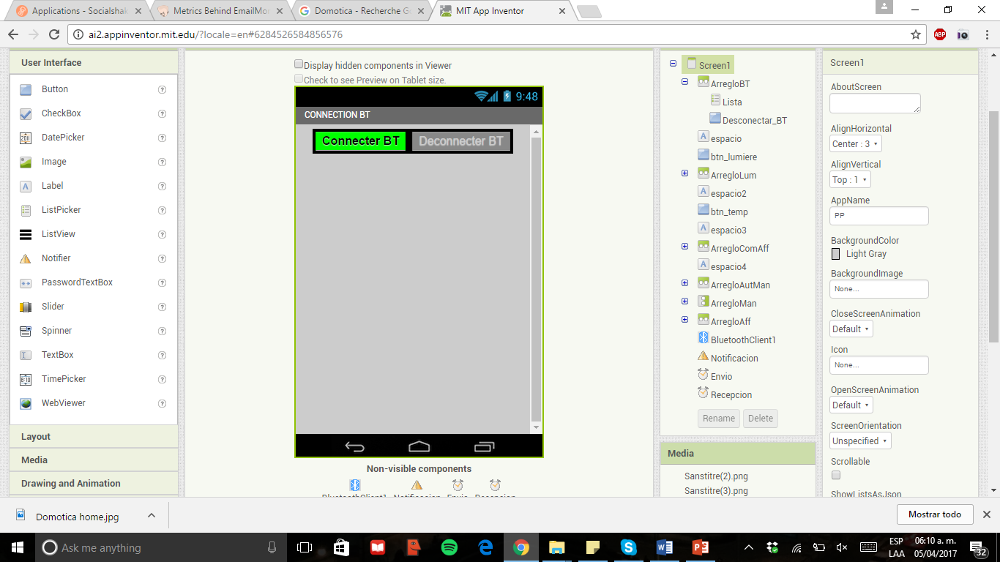 Applications - Socialshak
Metrics Behind EmailMon
Domotica - Recherche Go
MIT App Inventor
ai2.appinventor.mit.edu/?locale=en#6284526584856576
ABP
User Interface
Button
CheckBox
DatePicker
Image
Label
ListPicker
ListView
Notifier
PasswordTextBox
Slider
Spinner
TextBox
TimePicker
WebViewer
Layout
Media
Drawing and Animation
Display hidden components in Viewer
Check to see Preview on Tablet size.
9:48
CONNECTION BT
Connecter BT
Deconnecter BT
Non-visible components
BluetoothClient1
Notificacion
Envio
Recepcion
Screen1
ArregloBT
Lista
Desconectar_BT
espacio
btn_lumiere
ArregloLum
espacio2
btn_temp
espacio3
ArregloComAff
espacio4
ArregloAutMan
ArregloMan
ArregloAff
BluetoothClient1
Notificacion
Envio
Recepcion
Rename
Delete
Media
Sanstitre(2).png
Sanstitre(3).png
Screen1
AboutScreen
AlignHorizontal
Center : 3
AlignVertical
Top : 1
AppName
PP
BackgroundColor
Light Gray
BackgroundImage
None...
CloseScreenAnimation
Default
Icon
None...
OpenScreenAnimation
Default
ScreenOrientation
Unspecified
Scrollable
ShowListsAsJson
Domotica home.jpg
Mostrar todo
Ask me anything
ESP
LAA
06:10 a. m.
05/04/2017
32